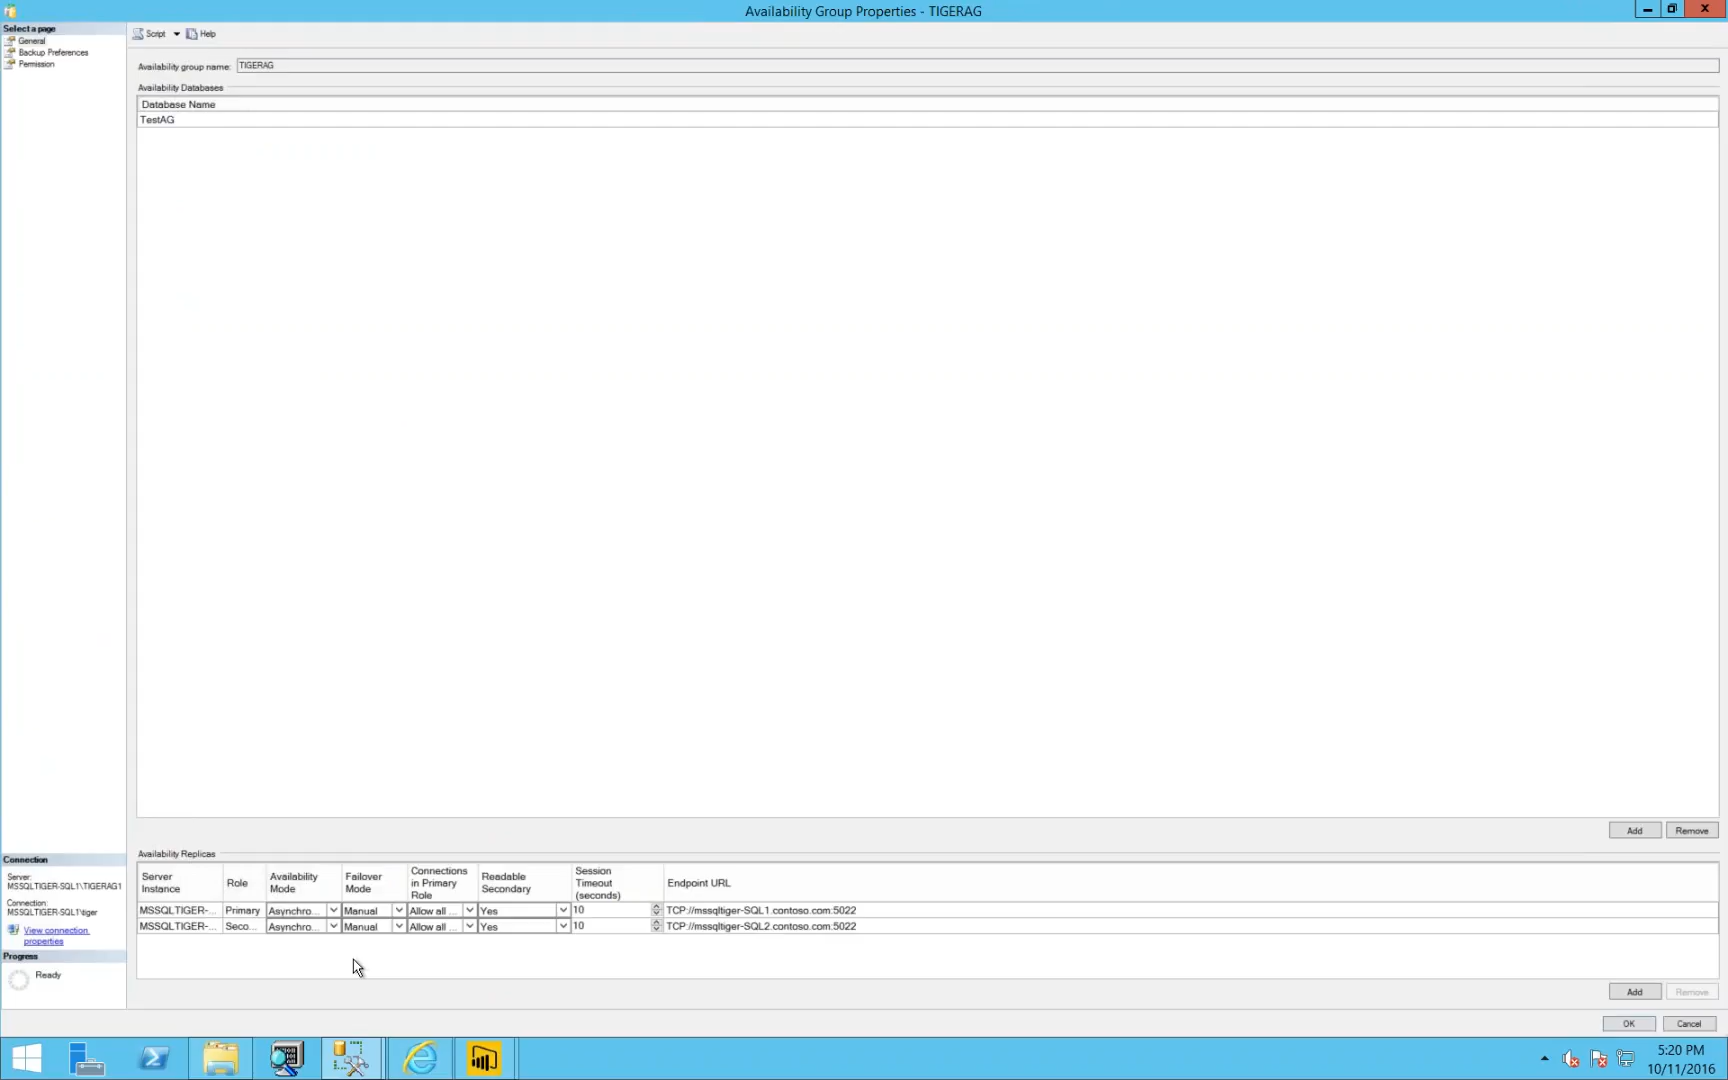 Availability Group Properties - TIGERAG
Select a page
General
Backup Preferences
Permission
Script
Help
Availability group name: TIGERAG
Availability Databases
Database Name
TestAG
Add
Remove
Availability Replicas
Server Instance
Role
Availability Mode
Failover Mode
Connections in Primary Role
Readable Secondary
Session Timeout (seconds)
Endpoint URL
MSSQLTIGER-... Primary Asynchro... Manual Allow all ... Yes 10 TCP://mssqltiger-SQL1.contoso.com:5022
MSSQLTIGER-... Seco... Asynchro... Manual Allow all ... Yes 10 TCP://mssqltiger-SQL2.contoso.com:5022
Add
Remove
Connection
Server:
MSSQLTIGER-SQL1\TIGERAG1
Connection:
MSSQLTIGER-SQL1\tiger
View connection
properties
Progress
Ready
OK
Cancel
5:20 PM
10/11/2016